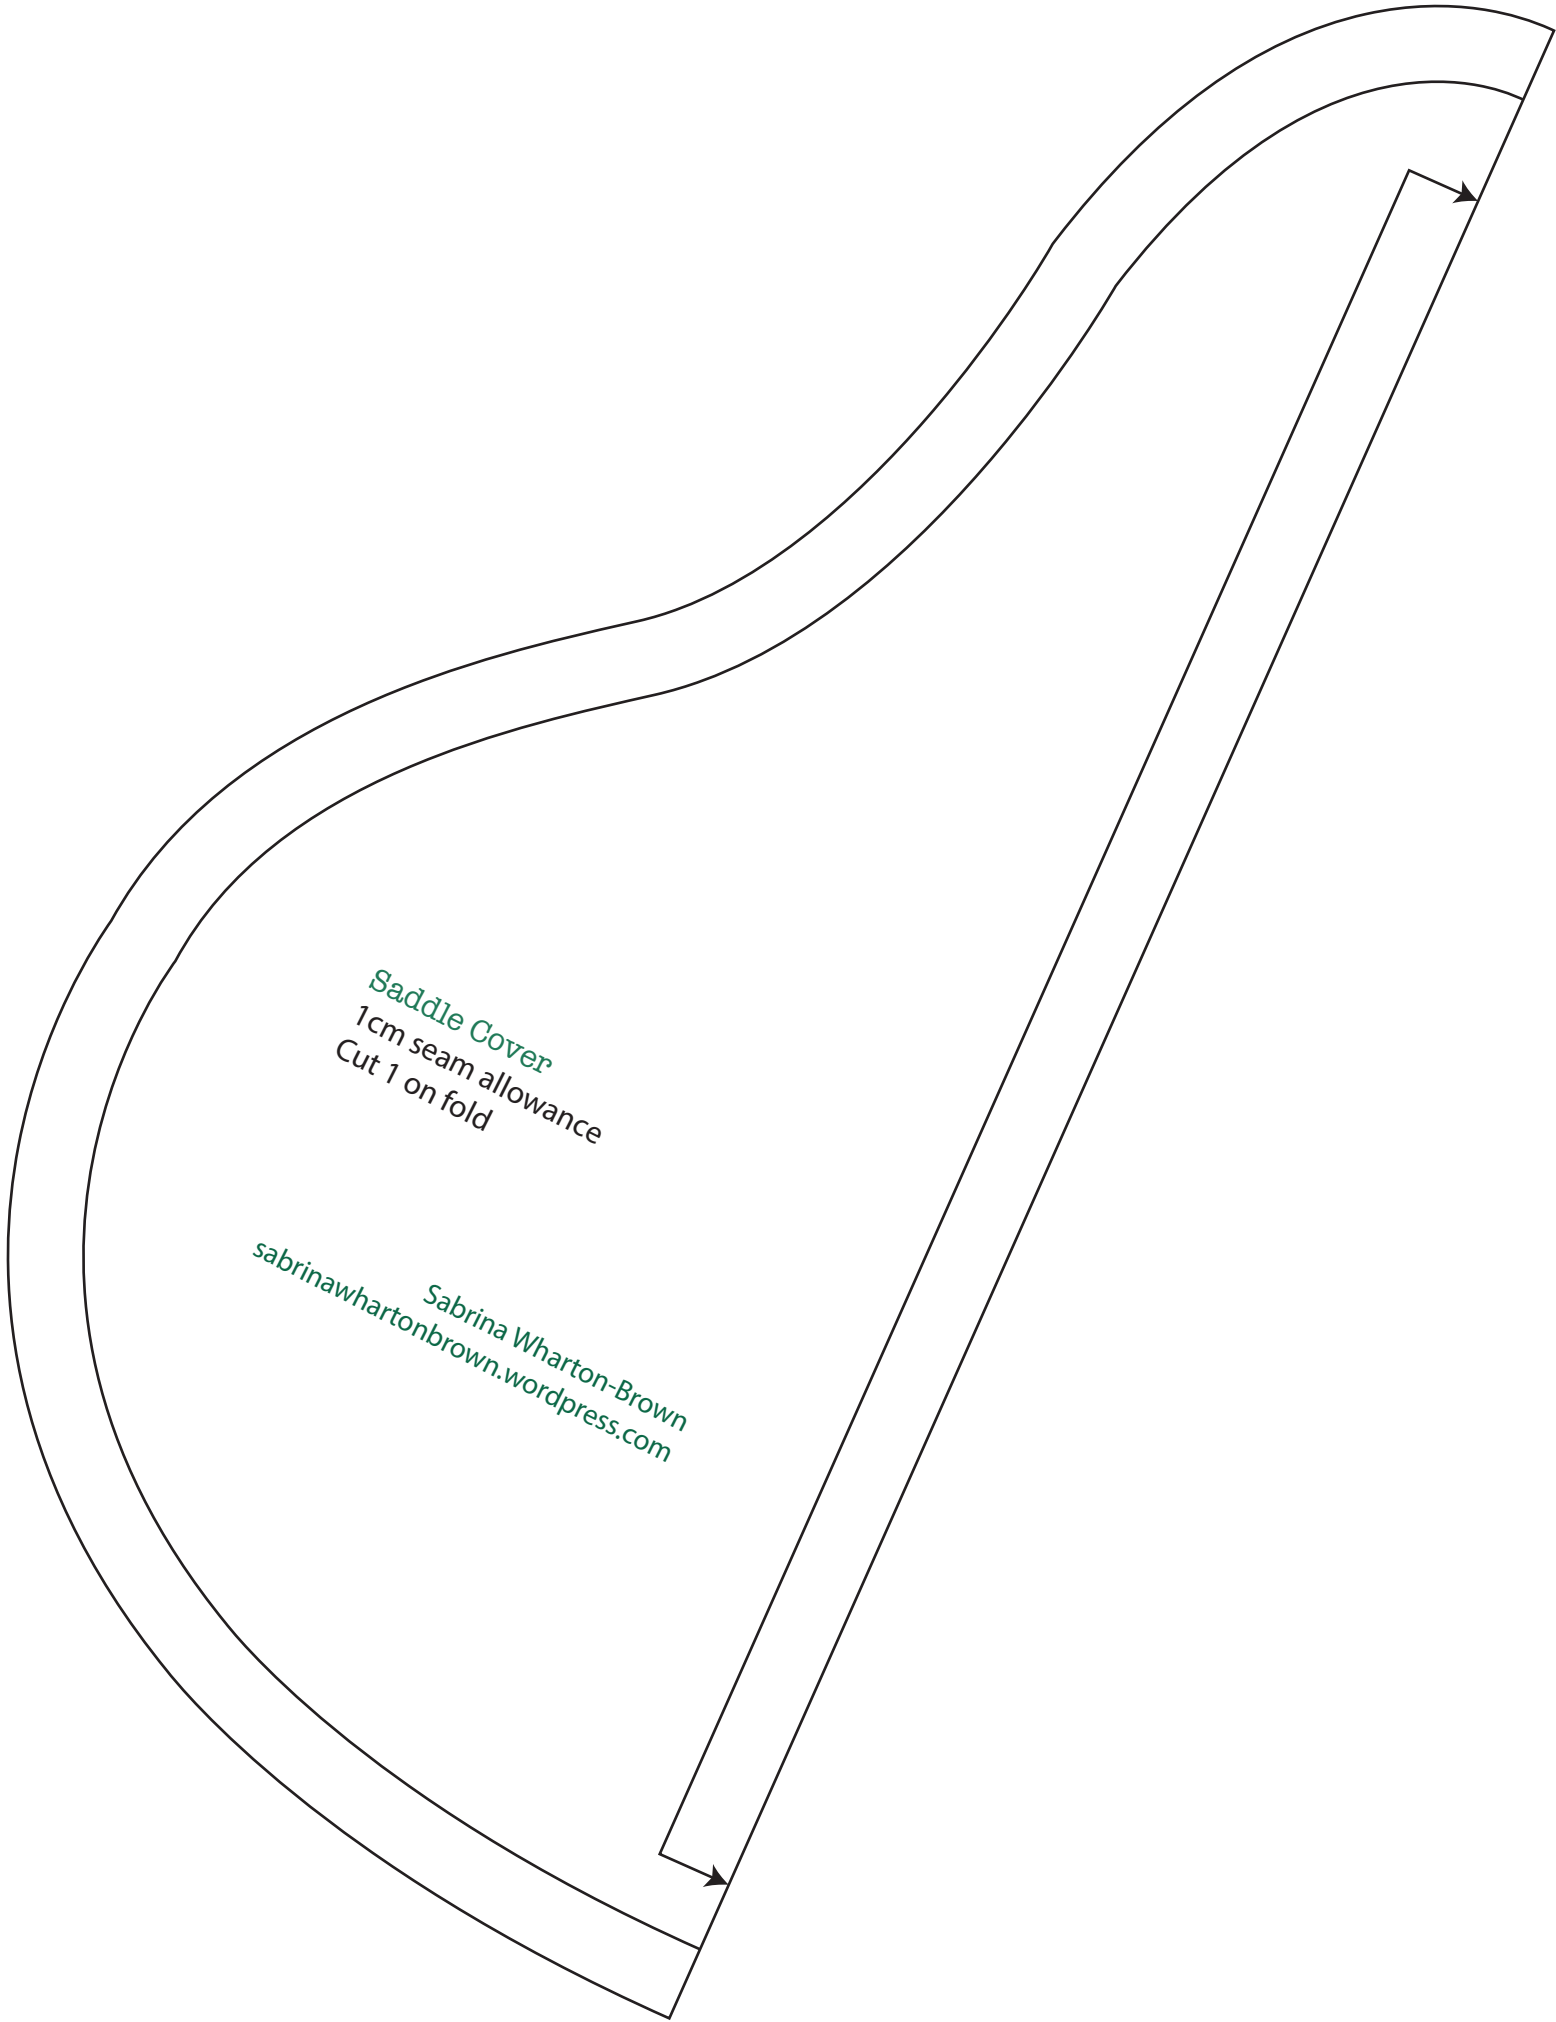 Saddle Cover
1cm seam allowance
Cut 1 on fold
Sabrina Wharton-Brown
sabrinawhartonbrown.wordpress.com